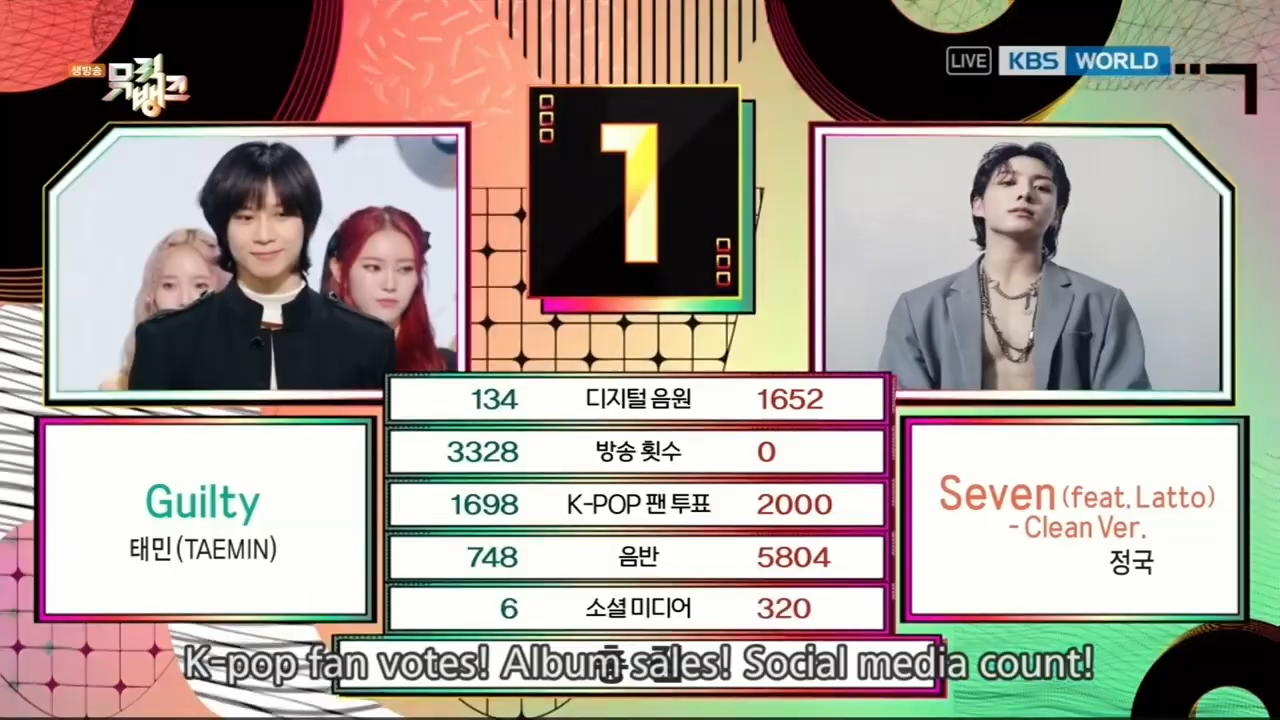 생방송
뮤직
뱅크
LIVE KBS WORLD
1
134 디지털 음원 1652
3328 방송 횟수 0
1698 K-POP 팬 투표 2000
748 음반 5804
6 소셜 미디어 320
Guilty
태민 (TAEMIN)
Seven (feat. Latto)
- Clean Ver.
정국
K-pop fan votes! Album sales! Social media count!